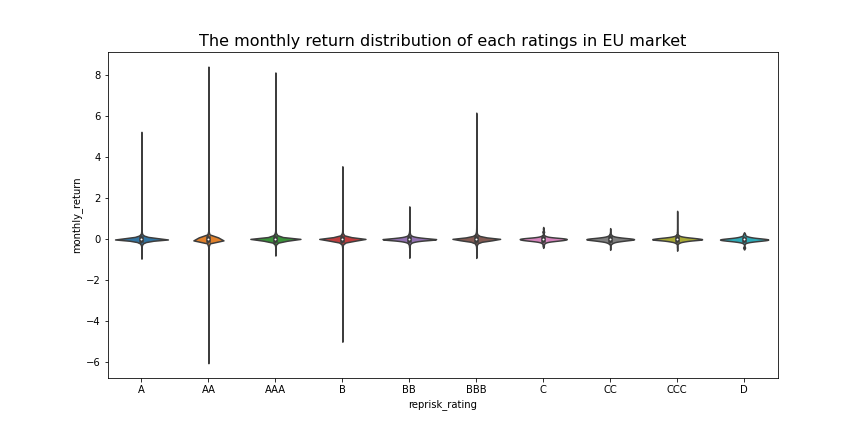 The monthly return distribution of each ratings in EU market
monthly_return
8
6
4
2
0
−2
−4
−6
A AA AAA B BB BBB C CC CCC D
reprisk_rating